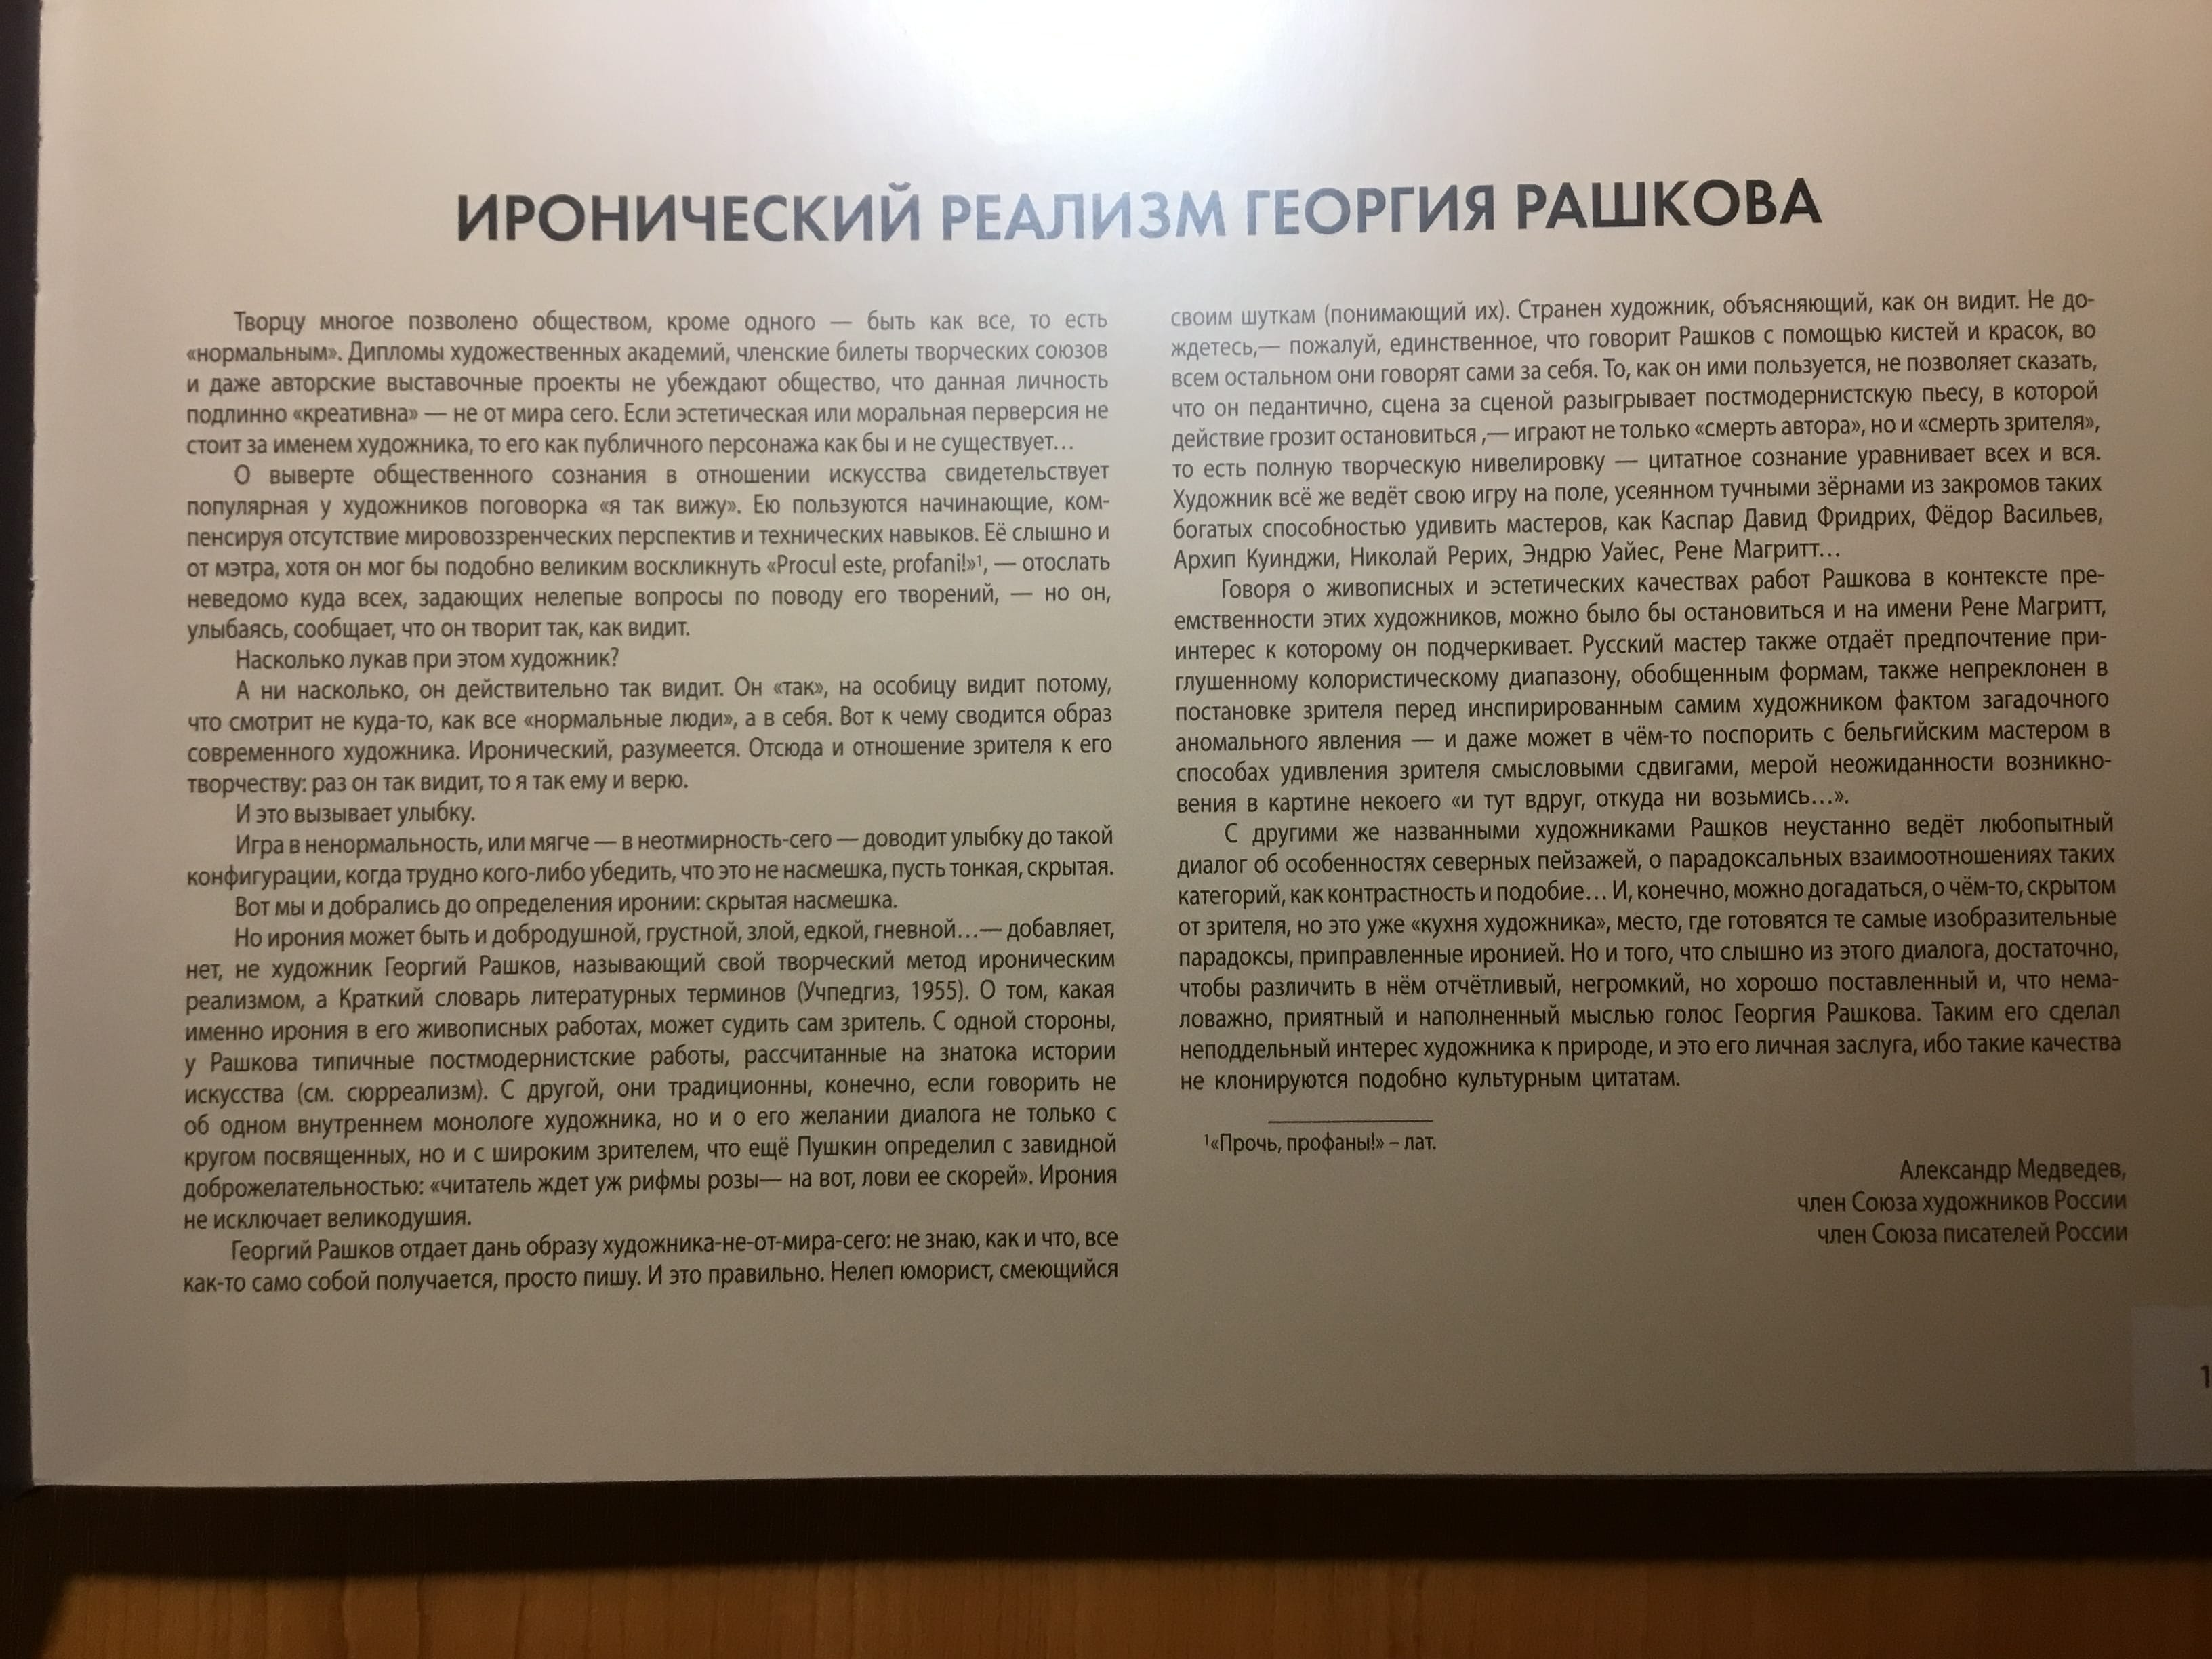 ИРОНИЧЕСКИЙ РЕАЛИЗМ ГЕОРГИЯ РАШКОВА
Творцу многое позволено обществом, кроме одного — быть как все, то есть
«нормальным». Дипломы художественных академий, членские билеты творческих союзов
и даже авторские выставочные проекты не убеждают общество, что данная личность
подлинно «креативна» — не от мира сего. Если эстетическая или моральная перверсия не
стоит за именем художника, то его как публичного персонажа как бы и не существует…
О выверте общественного сознания в отношении искусства свидетельствует
популярная у художников поговорка «я так вижу». Ею пользуются начинающие, ком-
пенсируя отсутствие мировоззренческих перспектив и технических навыков. Её слышно и
от мэтра, хотя он мог бы подобно великим воскликнуть «Procul este, profani!»¹, — отослать
неведомо куда всех, задающих нелепые вопросы по поводу его творений, — но он,
улыбаясь, сообщает, что он творит так, как видит.
Насколько лукав при этом художник?
А ни насколько, он действительно так видит. Он «так», на особицу видит потому,
что смотрит не куда-то, как все «нормальные люди», а в себя. Вот к чему сводится образ
современного художника. Иронический, разумеется. Отсюда и отношение зрителя к его
творчеству: раз он так видит, то я так ему и верю.
И это вызывает улыбку.
Игра в ненормальность, или мягче — в неотмирность-сего — доводит улыбку до такой
конфигурации, когда трудно кого-либо убедить, что это не насмешка, пусть тонкая, скрытая.
Вот мы и добрались до определения иронии: скрытая насмешка.
Но ирония может быть и добродушной, грустной, злой, едкой, гневной…— добавляет,
нет, не художник Георгий Рашков, называющий свой творческий метод ироническим
реализмом, а Краткий словарь литературных терминов (Учпедгиз, 1955). О том, какая
именно ирония в его живописных работах, может судить сам зритель. С одной стороны,
у Рашкова типичные постмодернистские работы, рассчитанные на знатока истории
искусства (см. сюрреализм). С другой, они традиционны, конечно, если говорить не
об одном внутреннем монологе художника, но и о его желании диалога не только с
кругом посвященных, но и с широким зрителем, что ещё Пушкин определил с завидной
доброжелательностью: «читатель ждет уж рифмы розы— на вот, лови ее скорей». Ирония
не исключает великодушия.
Георгий Рашков отдает дань образу художника-не-от-мира-сего: не знаю, как и что, все
как-то само собой получается, просто пишу. И это правильно. Нелеп юморист, смеющийся
своим шуткам (понимающий их). Странен художник, объясняющий, как он видит. Не до-
ждетесь,— пожалуй, единственное, что говорит Рашков с помощью кистей и красок, во
всем остальном они говорят сами за себя. То, как он ими пользуется, не позволяет сказать,
что он педантично, сцена за сценой разыгрывает постмодернистскую пьесу, в которой
действие грозит остановиться ,— играют не только «смерть автора», но и «смерть зрителя»,
то есть полную творческую нивелировку — цитатное сознание уравнивает всех и вся.
Художник всё же ведёт свою игру на поле, усеянном тучными зёрнами из закромов таких
богатых способностью удивить мастеров, как Каспар Давид Фридрих, Фёдор Васильев,
Архип Куинджи, Николай Рерих, Эндрю Уайес, Рене Магритт…
Говоря о живописных и эстетических качествах работ Рашкова в контексте пре-
емственности этих художников, можно было бы остановиться и на имени Рене Магритт,
интерес к которому он подчеркивает. Русский мастер также отдаёт предпочтение при-
глушенному колористическому диапазону, обобщенным формам, также непреклонен в
постановке зрителя перед инспирированным самим художником фактом загадочного
аномального явления — и даже может в чём-то поспорить с бельгийским мастером в
способах удивления зрителя смысловыми сдвигами, мерой неожиданности возникно-
вения в картине некоего «и тут вдруг, откуда ни возьмись…».
С другими же названными художниками Рашков неустанно ведёт любопытный
диалог об особенностях северных пейзажей, о парадоксальных взаимоотношениях таких
категорий, как контрастность и подобие… И, конечно, можно догадаться, о чём-то, скрытом
от зрителя, но это уже «кухня художника», место, где готовятся те самые изобразительные
парадоксы, приправленные иронией. Но и того, что слышно из этого диалога, достаточно,
чтобы различить в нём отчётливый, негромкий, но хорошо поставленный и, что нема-
ловажно, приятный и наполненный мыслью голос Георгия Рашкова. Таким его сделал
неподдельный интерес художника к природе, и это его личная заслуга, ибо такие качества
не клонируются подобно культурным цитатам.
¹«Прочь, профаны!» – лат.
Александр Медведев,
член Союза художников России
член Союза писателей России
1